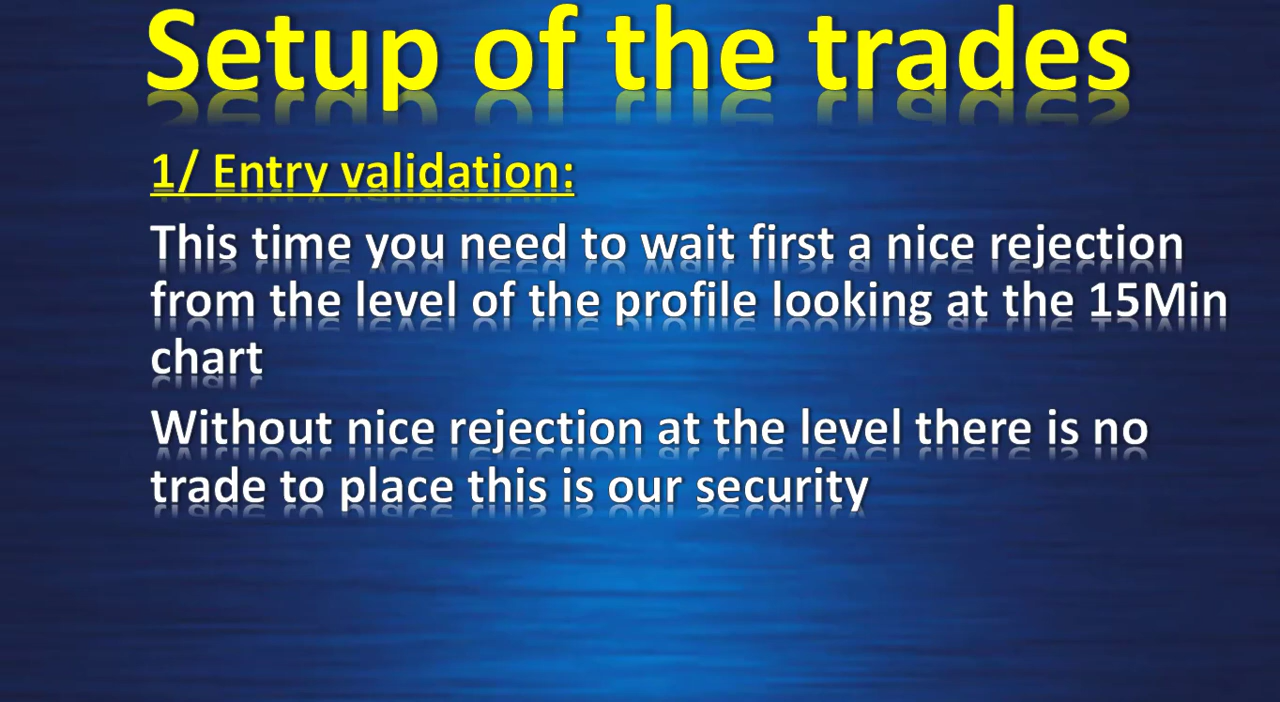 Setup of the trades
1/ Entry validation:
This time you need to wait first a nice rejection
from the level of the profile looking at the 15Min
chart
Without nice rejection at the level there is no
trade to place this is our security